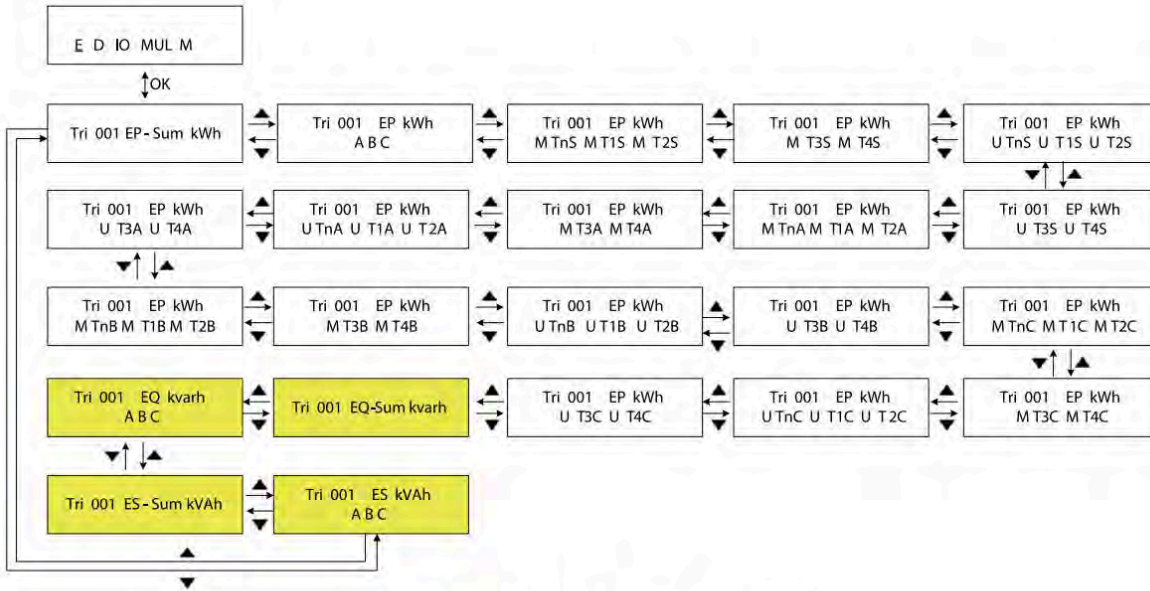 E D IO MUL M
OK
Tri 001 EP-Sum kWh
Tri 001 EP kWh
A B C
Tri 001 EP kWh
M TnS M T1S M T2S
Tri 001 EP kWh
M T3S M T4S
Tri 001 EP kWh
U TnS U T1S U T2S
Tri 001 EP kWh
U T3A U T4A
Tri 001 EP kWh
U TnA U T1A U T2A
Tri 001 EP kWh
M T3A M T4A
Tri 001 EP kWh
M TnA M T1A M T2A
Tri 001 EP kWh
U T3S U T4S
Tri 001 EP kWh
M TnB M T1B M T2B
Tri 001 EP kWh
M T3B M T4B
Tri 001 EP kWh
U TnB U T1B U T2B
Tri 001 EP kWh
U T3B U T4B
Tri 001 EP kWh
M TnC M T1C M T2C
Tri 001 EQ kvarh
A B C
Tri 001 EQ-Sum kvarh
Tri 001 EP kWh
U T3C U T4C
Tri 001 EP kWh
U TnC U T1C U T2C
Tri 001 EP kWh
M T3C M T4C
Tri 001 ES-Sum kVAh
Tri 001 ES kVAh
A B C